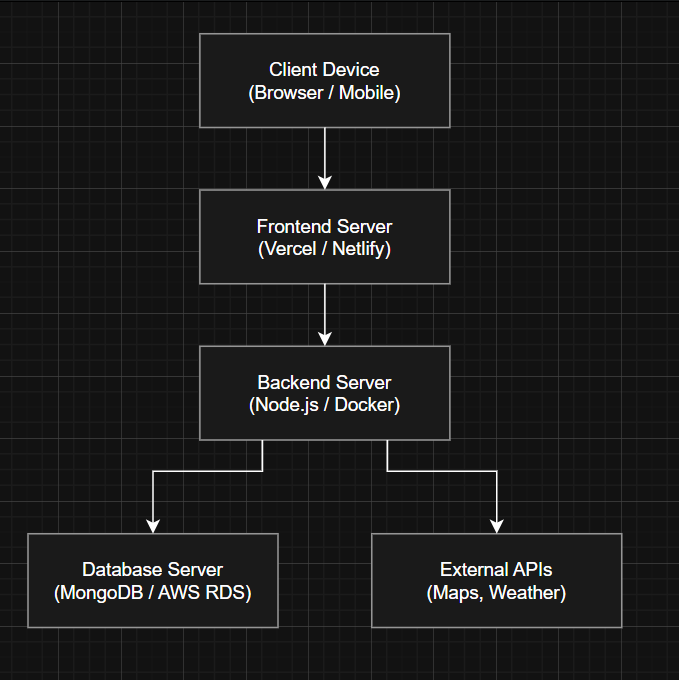 Client Device
(Browser / Mobile)
Frontend Server
(Vercel / Netlify)
Backend Server
(Node.js / Docker)
Database Server
(MongoDB / AWS RDS)
External APIs
(Maps, Weather)